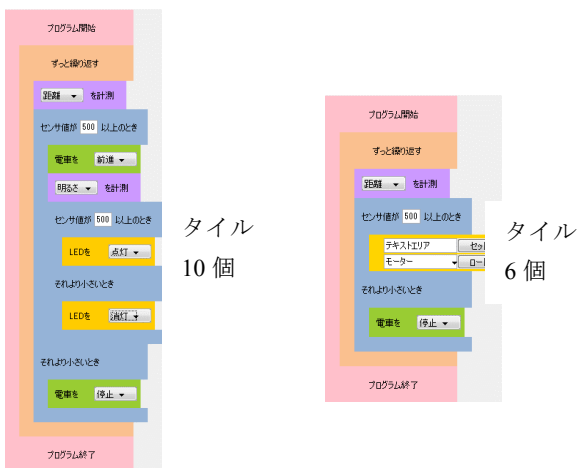 プログラム開始
ずっと繰り返す
距離 を計測
センサ値が 500 以上のとき
電車を 前進
明るさ を計測
センサ値が 500 以上のとき
LEDを 点灯
それより小さいとき
LEDを 消灯
それより小さいとき
電車を 停止
プログラム終了
タイル
10 個
プログラム開始
ずっと繰り返す
距離 を計測
センサ値が 500 以上のとき
テキストエリア セッ
モーター ロー
それより小さいとき
電車を 停止
プログラム終了
タイル
6 個